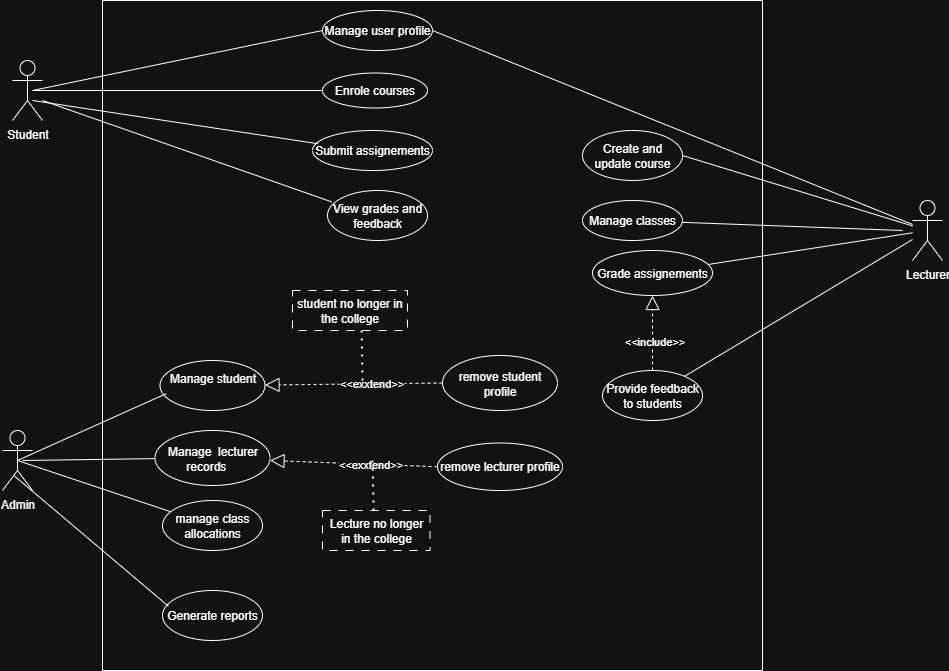 Manage user profile
Enrole courses
Student
Submit assignements
Create and
update course
View grades and
feedback
Manage classes
Grade assignements
Lecturer
student no longer in
the college
<<include>>
Manage student
<<exxtend>>
remove student
profile
Provide feedback
to students
Manage lecturer
records
<<exxtend>>
remove lecturer profile
Admin
manage class
allocations
Lecture no longer
in the college
Generate reports